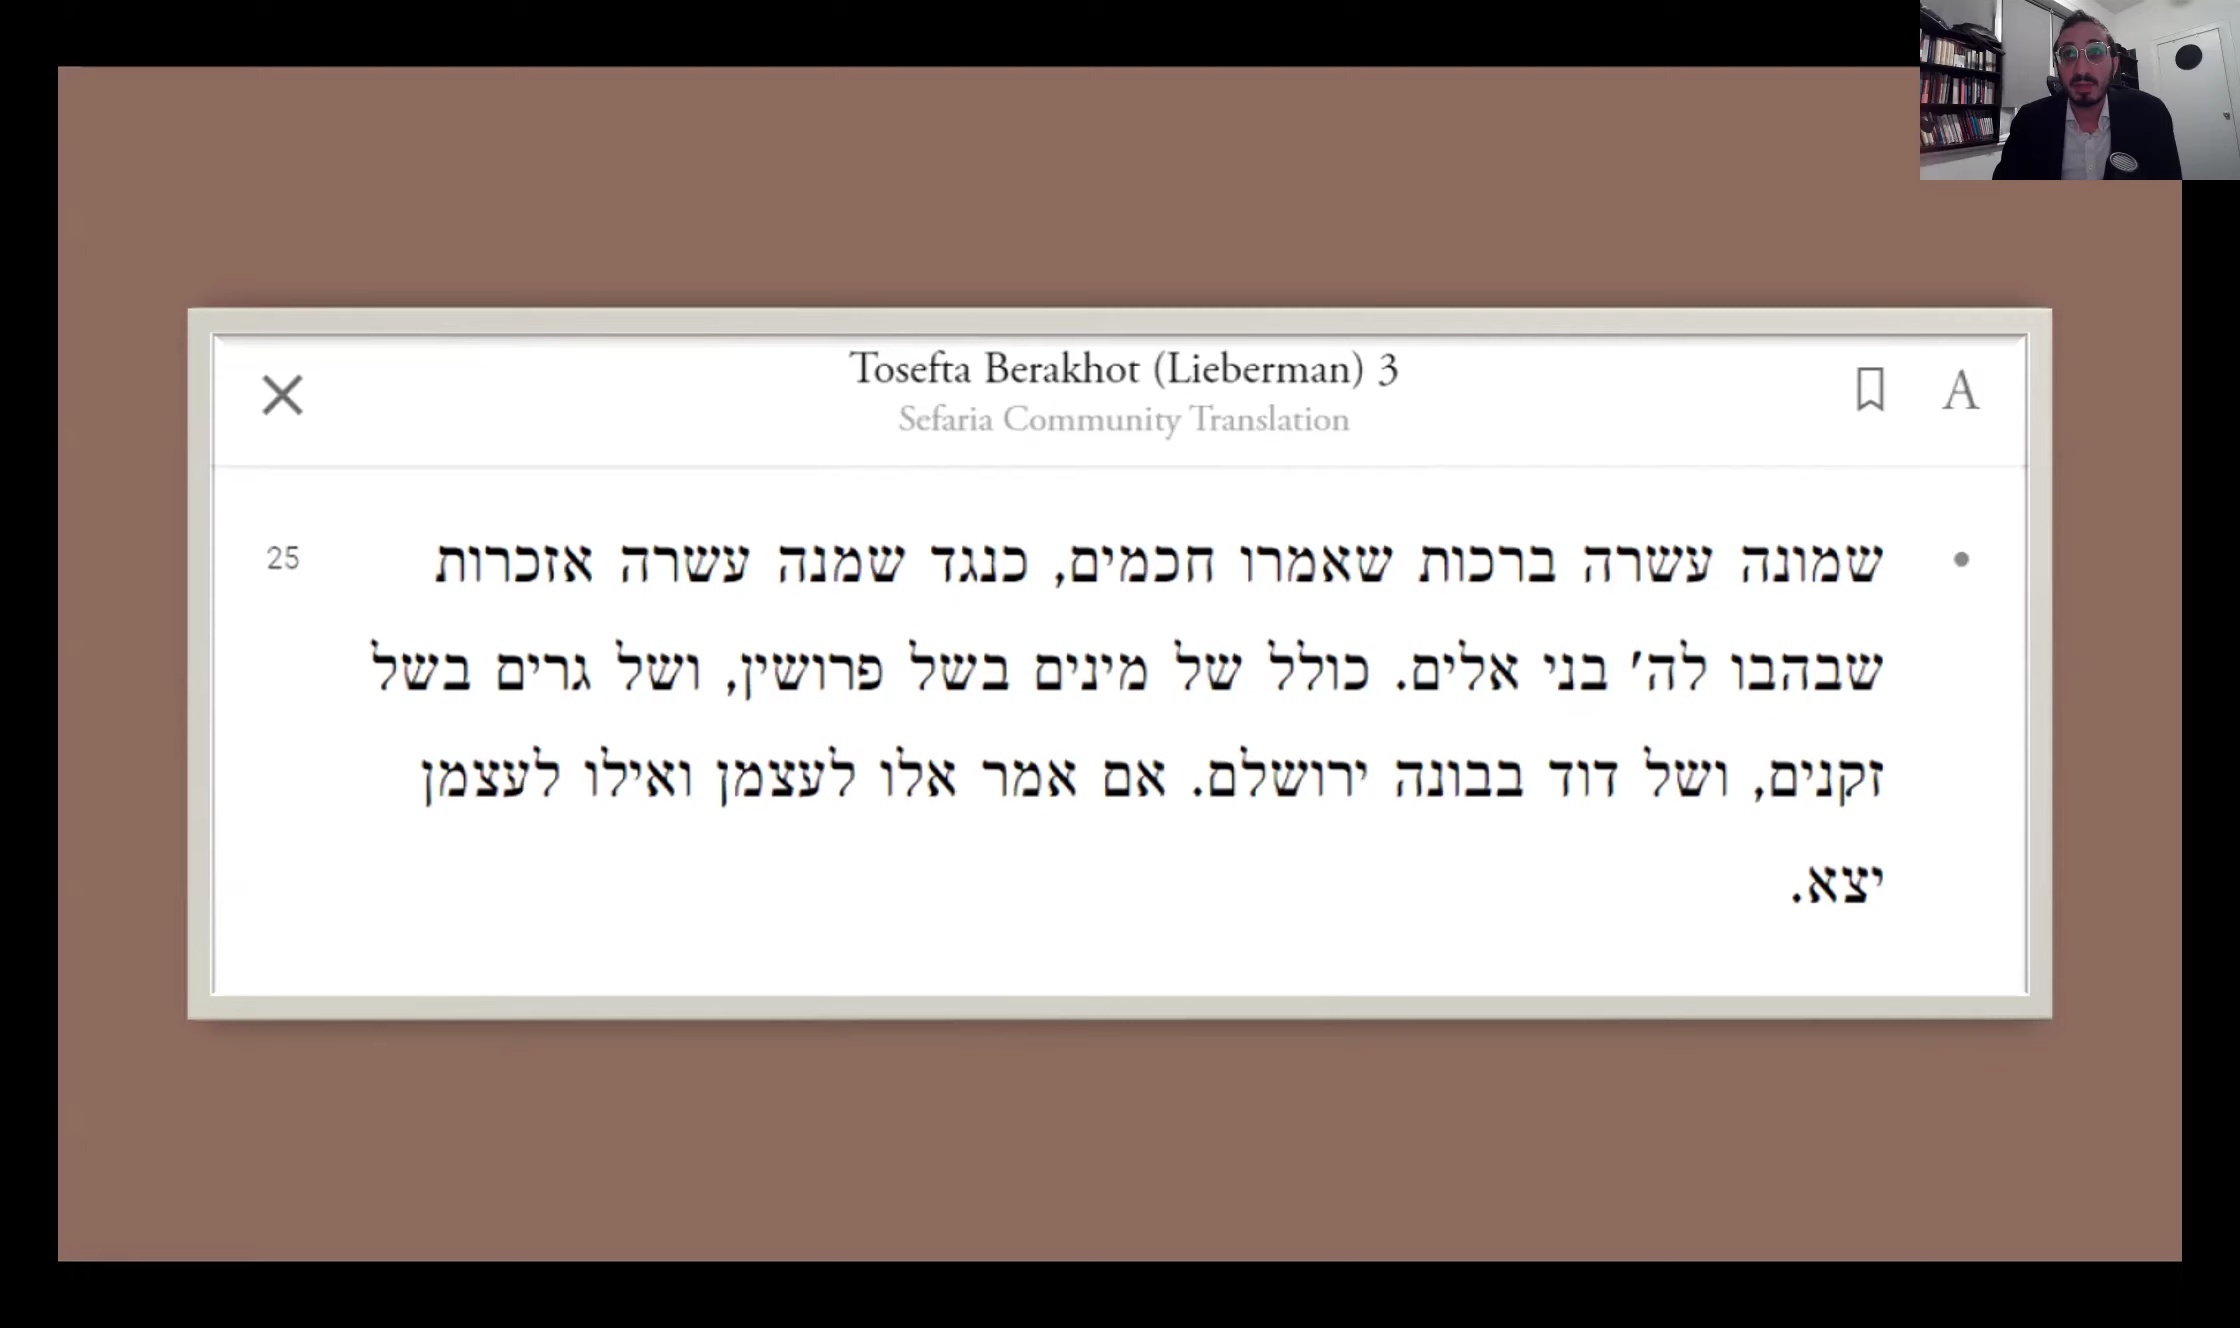 Tosefta Berakhot (Lieberman) 3
A
Sefaria Community Translation
25
שמונה עשרה ברכות שאמרו חכמים, כנגד שמנה עשרה אזכרות
שבהבו לה' בני אלים. כולל של מינים בשל פרושין, ושל גרים בשל
זקנים, ושל דוד בבונה ירושלם. אם אמר אלו לעצמן ואילו לעצמן
יצא.